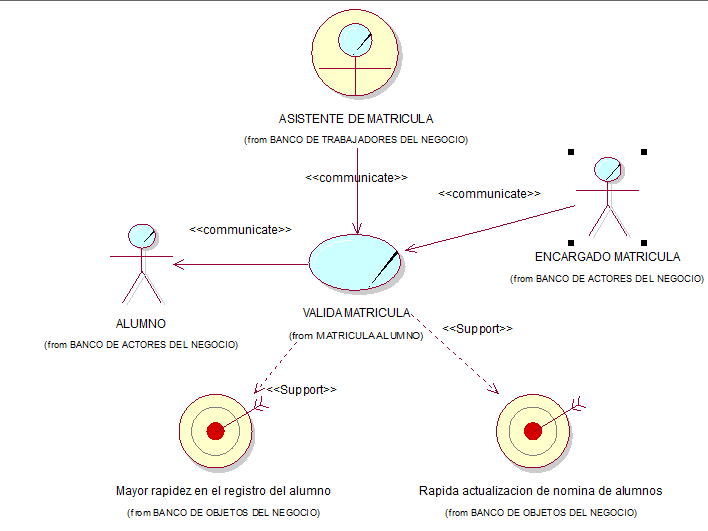 ASISTENTE DE MATRICULA
(from BANCO DE TRABAJADORES DEL NEGOCIO)
<<communicate>>
<<communicate>>
<<communicate>>
ENCARGADO MATRICULA
(from BANCO DE ACTORES DEL NEGOCIO)
ALUMNO
(from BANCO DE ACTORES DEL NEGOCIO)
VALIDA MATRICULA
(from MATRICULA ALUMNO)
<<Support>>
<<Support>>
Mayor rapidez en el registro del alumno
(from BANCO DE OBJETOS DEL NEGOCIO)
Rapida actualizacion de nomina de alumnos
(from BANCO DE OBJETOS DEL NEGOCIO)